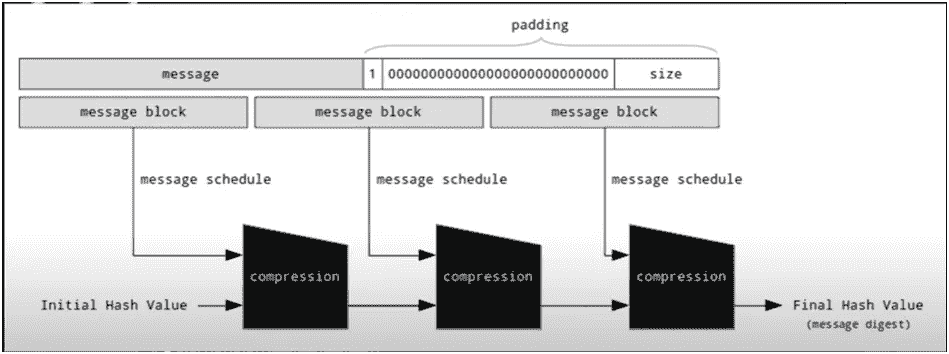 padding
message 1 00000000000000000000000000 size
message block message block message block
message schedule message schedule message schedule
compression compression compression
Initial Hash Value Final Hash Value
(message digest)